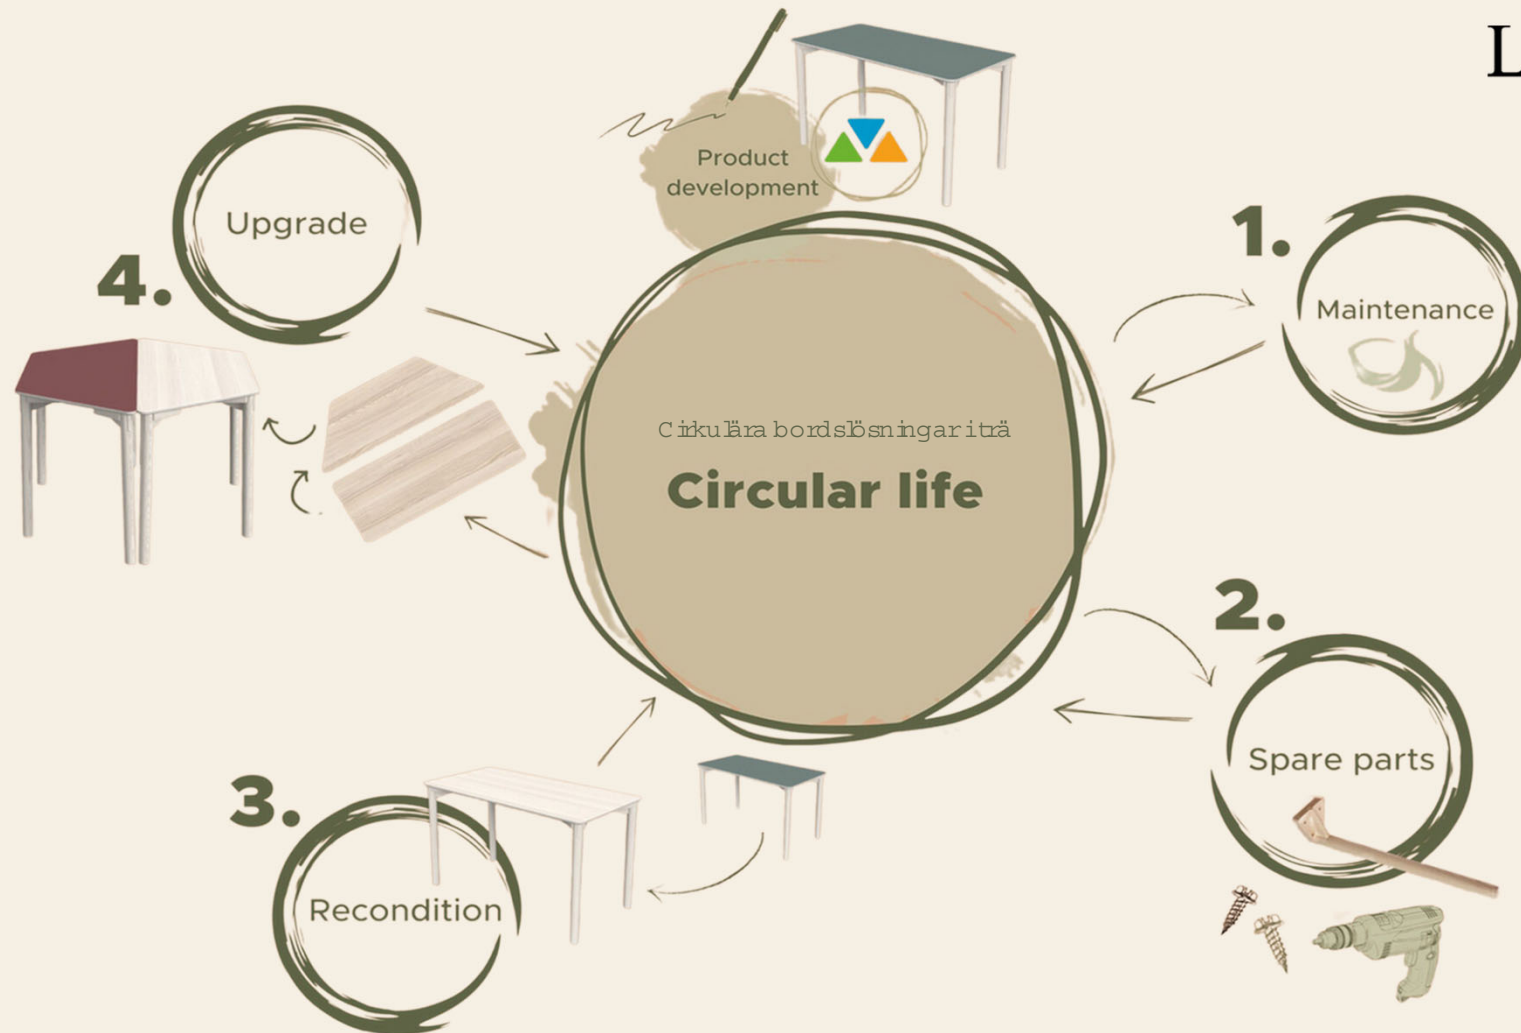 L
Product
development
Upgrade
4.
1.
Maintenance
Cirkulära bordslösningar i trä
Circular life
2.
Spare parts
3.
Recondition